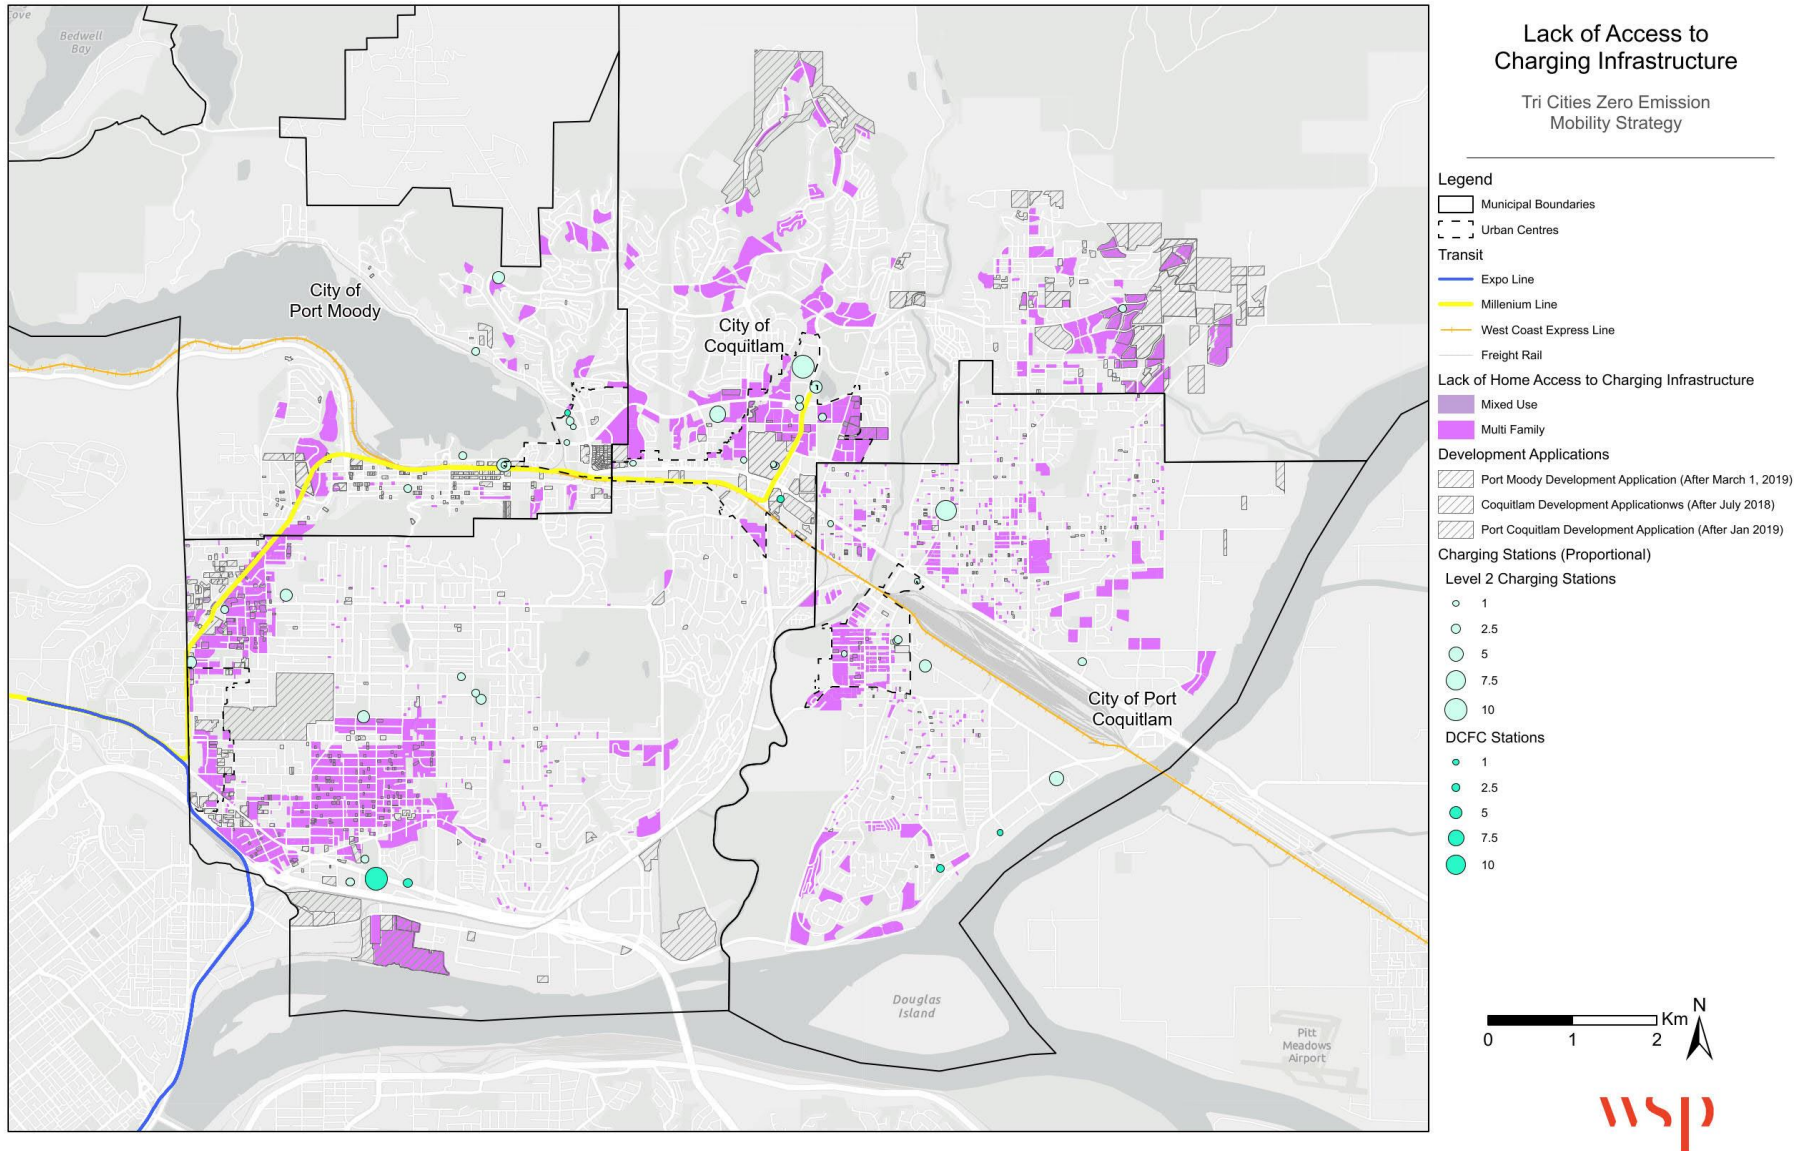 Cove
Bedwell
Bay
City of
Port Moody
City of
Coquitlam
1
City of Port
Coquitlam
Douglas
Island
Pitt
Meadows
Airport
Lack of Access to
Charging Infrastructure
Tri Cities Zero Emission
Mobility Strategy
Legend
Municipal Boundaries
Urban Centres
Transit
Expo Line
Millenium Line
West Coast Express Line
Freight Rail
Lack of Home Access to Charging Infrastructure
Mixed Use
Multi Family
Development Applications
Port Moody Development Application (After March 1, 2019)
Coquitlam Development Applicationws (After July 2018)
Port Coquitlam Development Application (After Jan 2019)
Charging Stations (Proportional)
Level 2 Charging Stations
1
2.5
5
7.5
10
DCFC Stations
1
2.5
5
7.5
10
N
Km
0 1 2
wsp